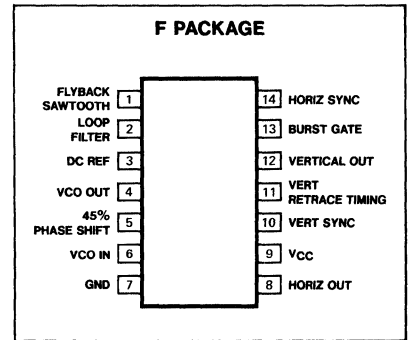 F PACKAGE
FLYBACK
SAWTOOTH 1
LOOP
FILTER 2
DC REF 3
VCO OUT 4
45%
PHASE SHIFT 5
VCO IN 6
GND 7
14 HORIZ SYNC
13 BURST GATE
12 VERTICAL OUT
11 VERT
RETRACE TIMING
10 VERT SYNC
9 VCC
8 HORIZ OUT